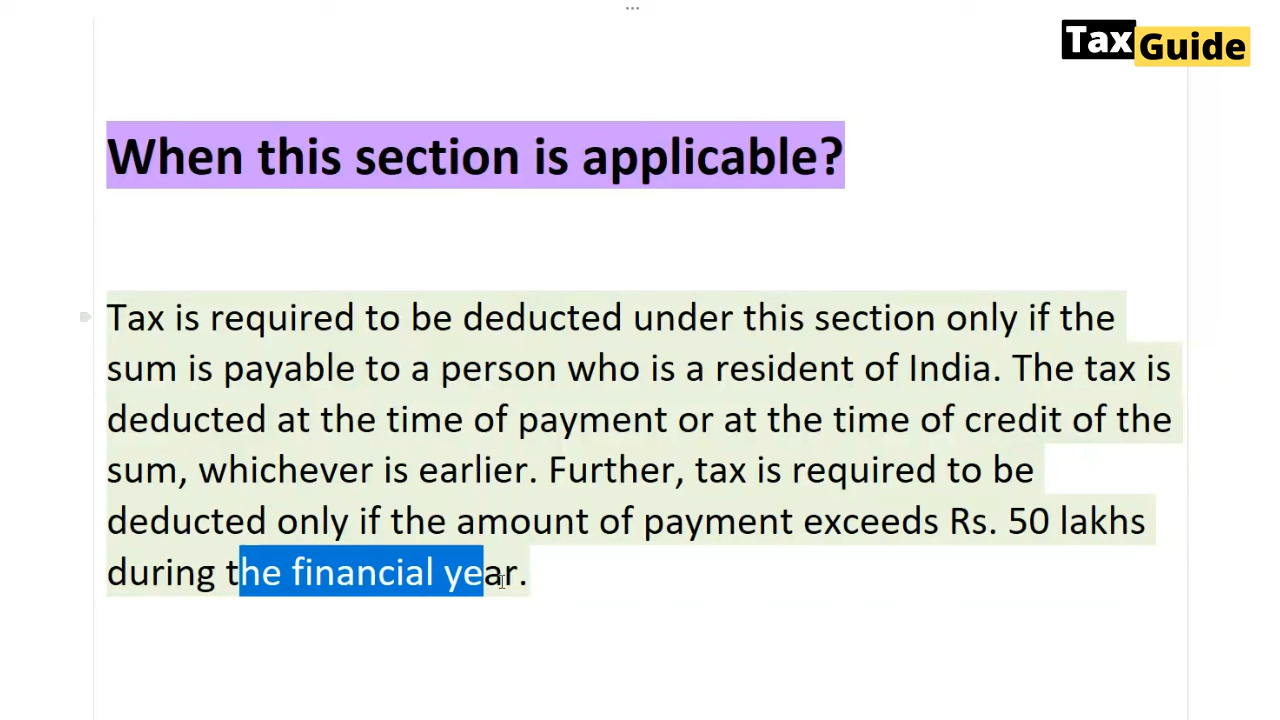 ...
Tax Guide
When this section is applicable?
Tax is required to be deducted under this section only if the
sum is payable to a person who is a resident of India. The tax is
deducted at the time of payment or at the time of credit of the
sum, whichever is earlier. Further, tax is required to be
deducted only if the amount of payment exceeds Rs. 50 lakhs
during the financial year.